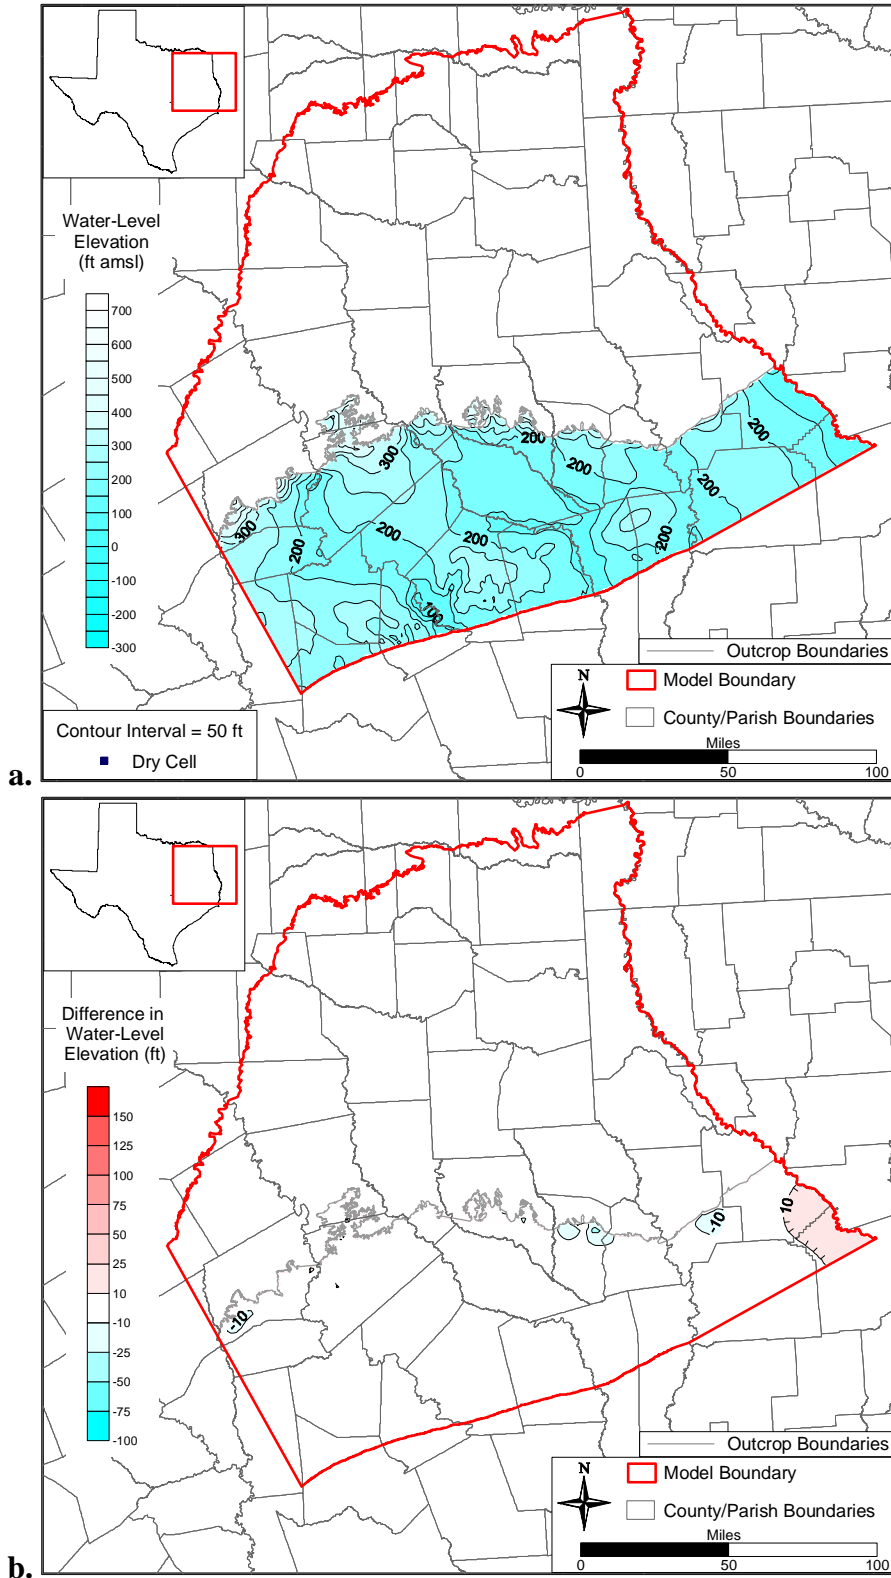 Water-Level
Elevation
(ft amsl)
700
600
500
400
300
200
100
0
-100
-200
-300
300
200
200
200
200
300
200
200
200
200
100
Outcrop Boundaries
Model Boundary
County/Parish Boundaries
N
Miles
0 50 100
Contour Interval = 50 ft
Dry Cell
a.
Difference in
Water-Level
Elevation (ft)
150
125
100
75
50
25
10
-10
-25
-50
-75
-100
10
-10
-10
Outcrop Boundaries
Model Boundary
County/Parish Boundaries
N
Miles
0 50 100
b.